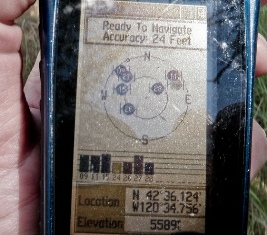 Ready To Navigate
Accuracy: 24 Feet
N
W E
S
Location N 42°36.124'
W120°34.756'
Elevation 5589'